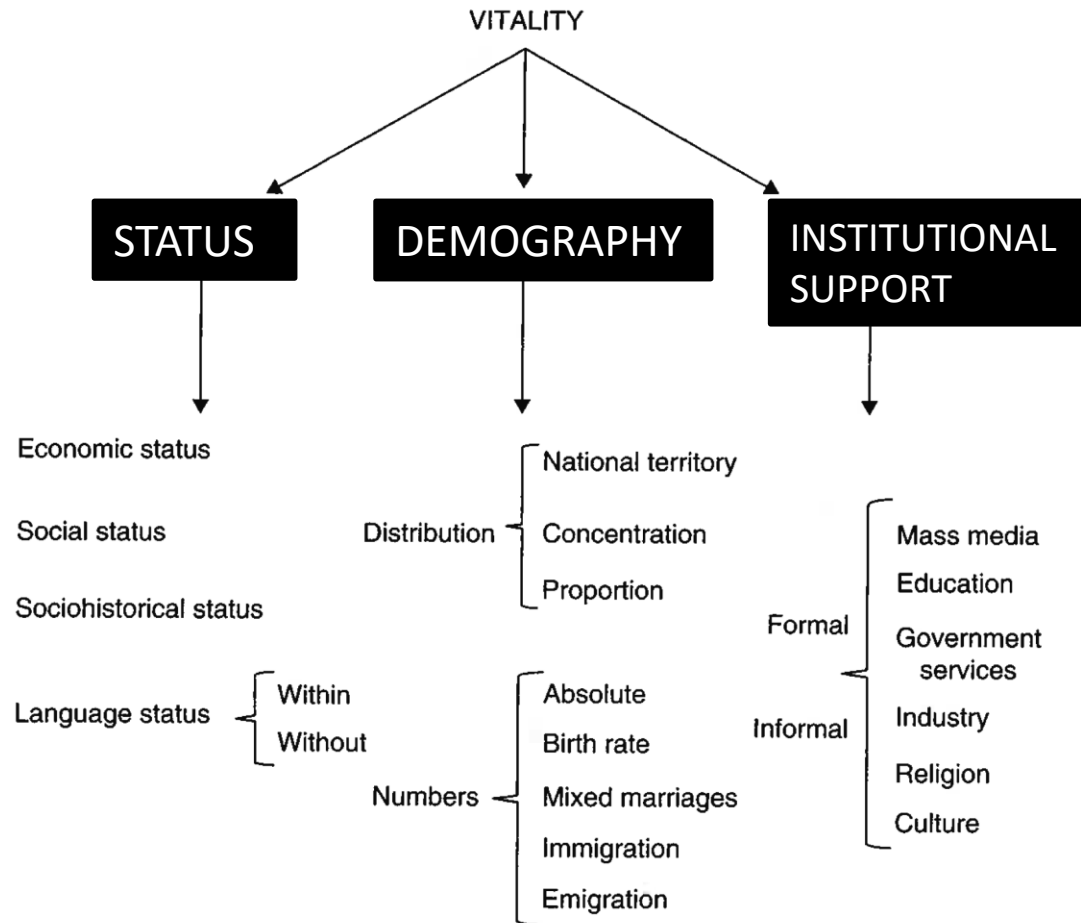 VITALITY
STATUS
DEMOGRAPHY
INSTITUTIONAL
SUPPORT
Economic status
Social status
Sociohistorical status
Language status
Within
Without
Distribution
National territory
Concentration
Proportion
Numbers
Absolute
Birth rate
Mixed marriages
Immigration
Emigration
Formal
Informal
Mass media
Education
Government
services
Industry
Religion
Culture